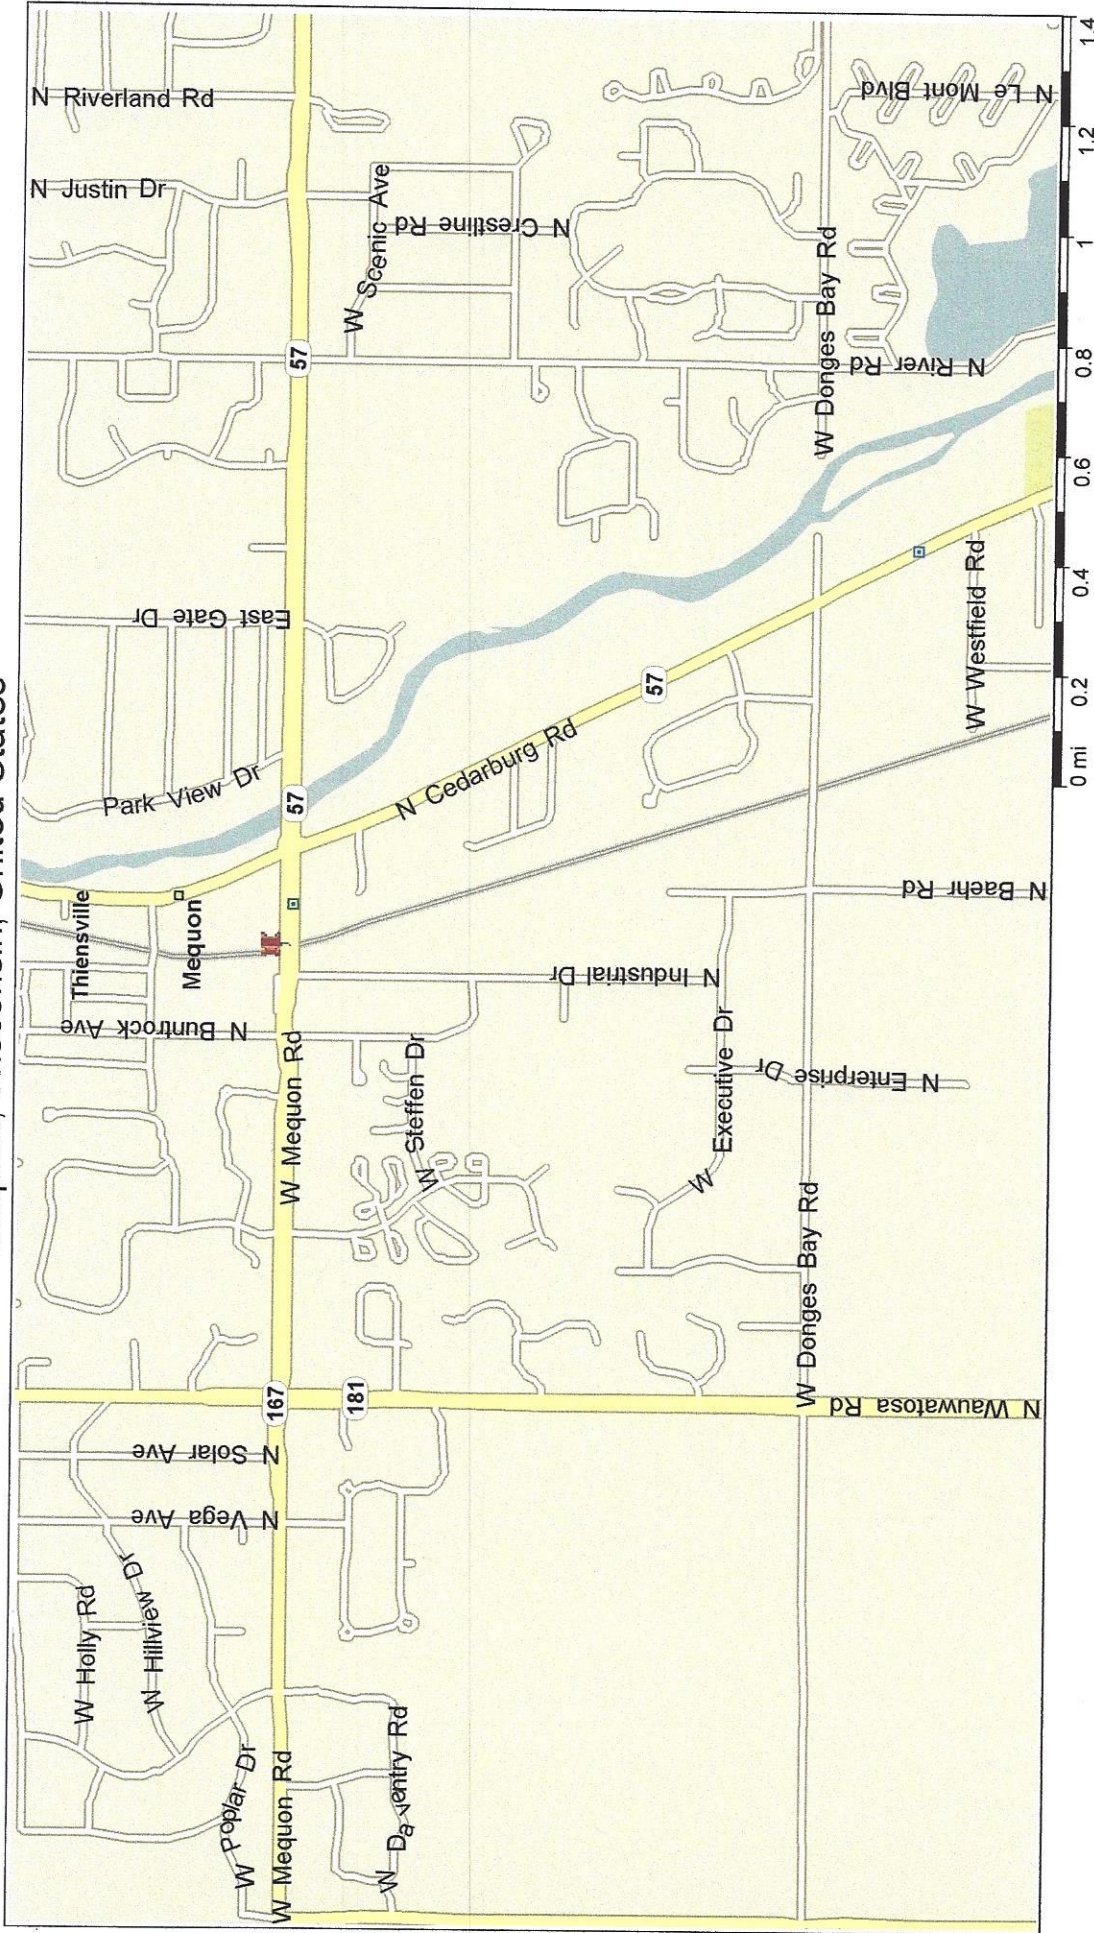 United States
N Riverland Rd
N Justin Dr
W Scenic Ave
N Crestline Rd
N Le Mont Blvd
W Donges Bay Rd
N River Rd
57
East Gate Dr
Park View Dr
57
57
N Cedarburg Rd
W Westfield Rd
Thiensville
Mequon
N Buntrock Ave
W Mequon Rd
W Steffen Dr
N Industrial Dr
N Baehr Rd
W Executive Dr
N Enterprise Dr
W Donges Bay Rd
167
181
N Wauwatosa Rd
N Solar Ave
N Vega Ave
W Holly Rd
W Hillview Dr
W Poplar Dr
W Mequon Rd
W Daventry Rd
0 mi
0.2
0.4
0.6
0.8
1
1.2
1.4